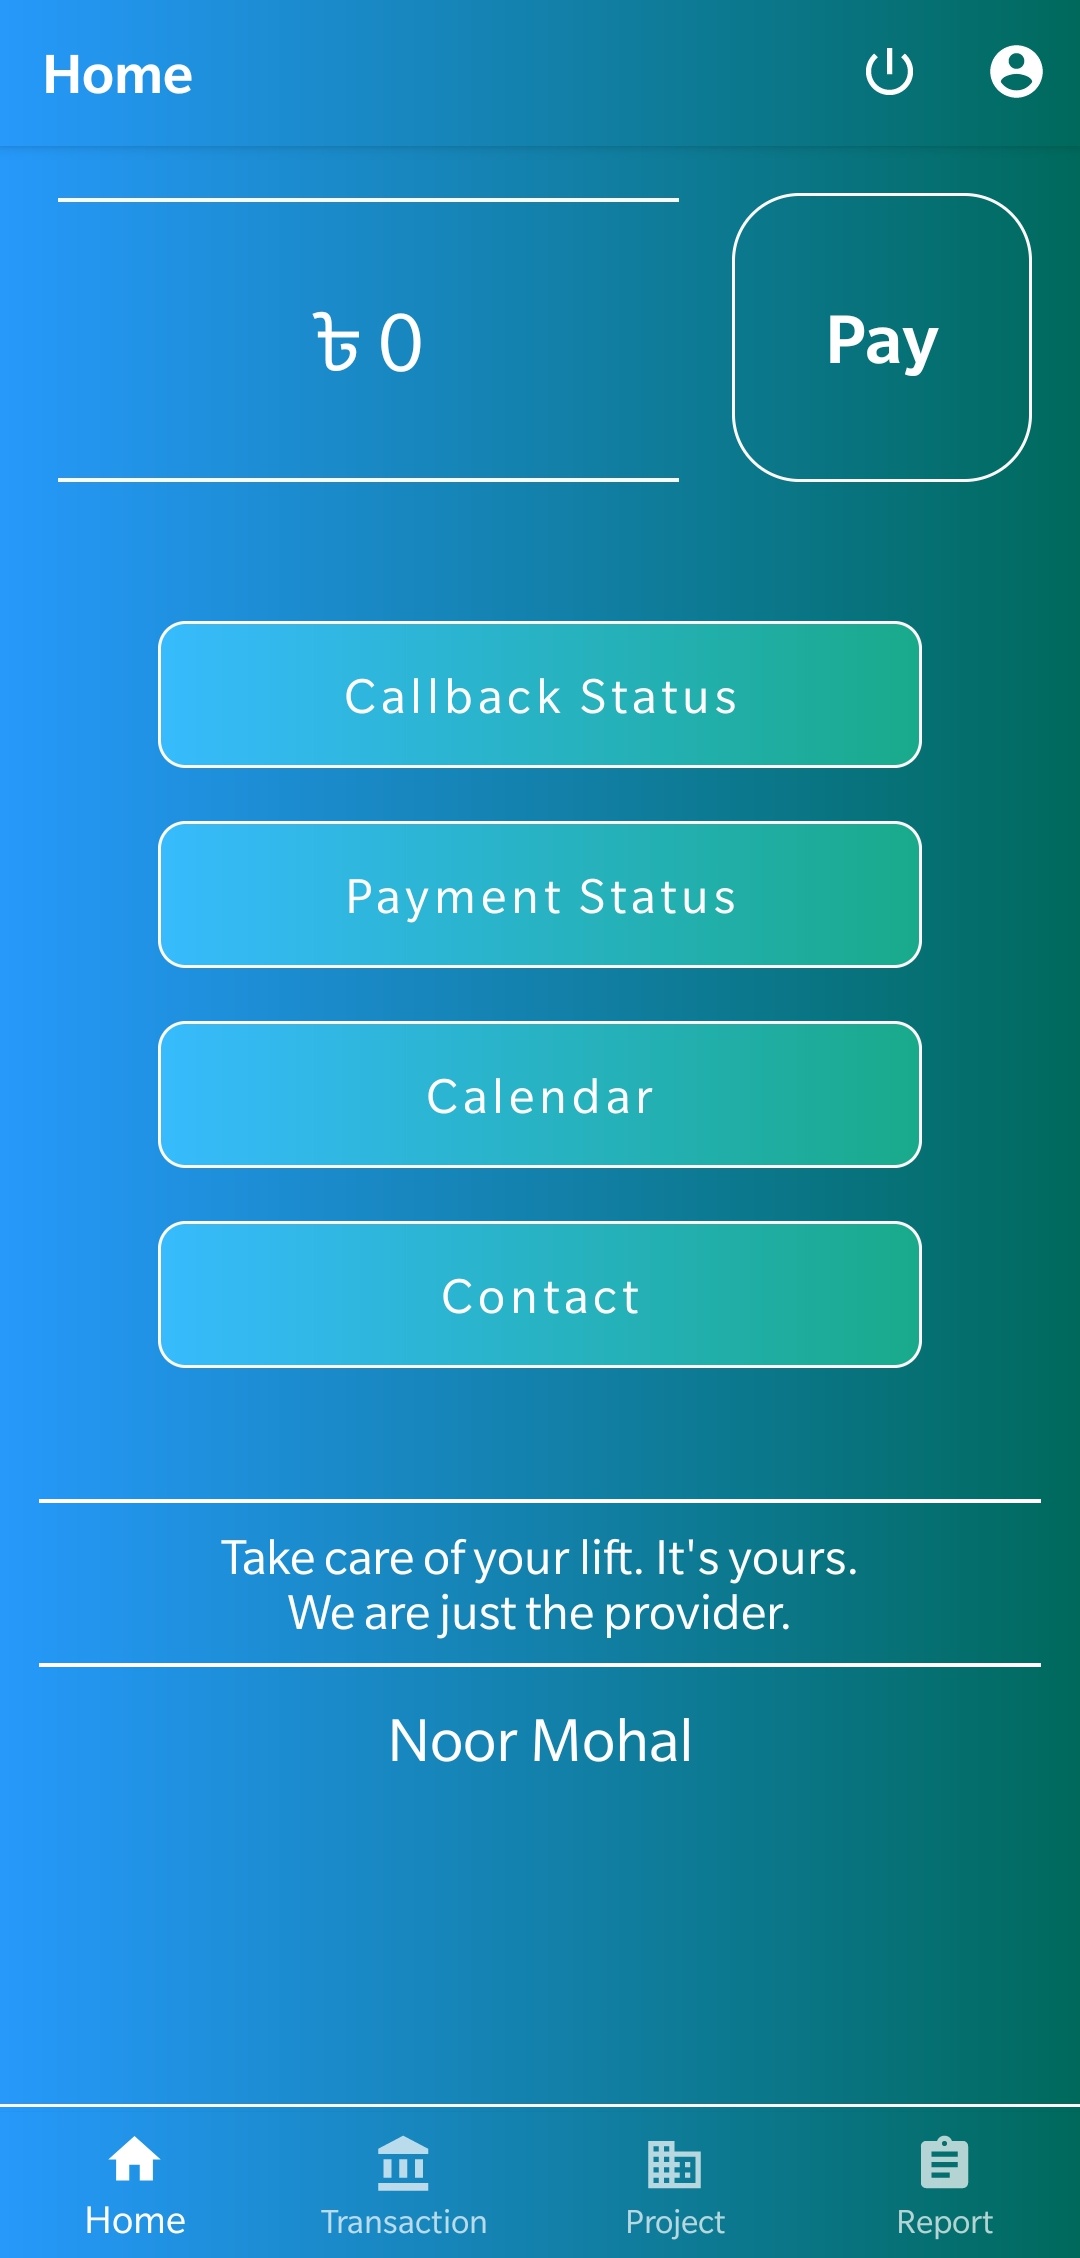 Home
৳ 0
Pay
Callback Status
Payment Status
Calendar
Contact
Take care of your lift. It's yours.
We are just the provider.
Noor Mohal
Home
Transaction
Project
Report